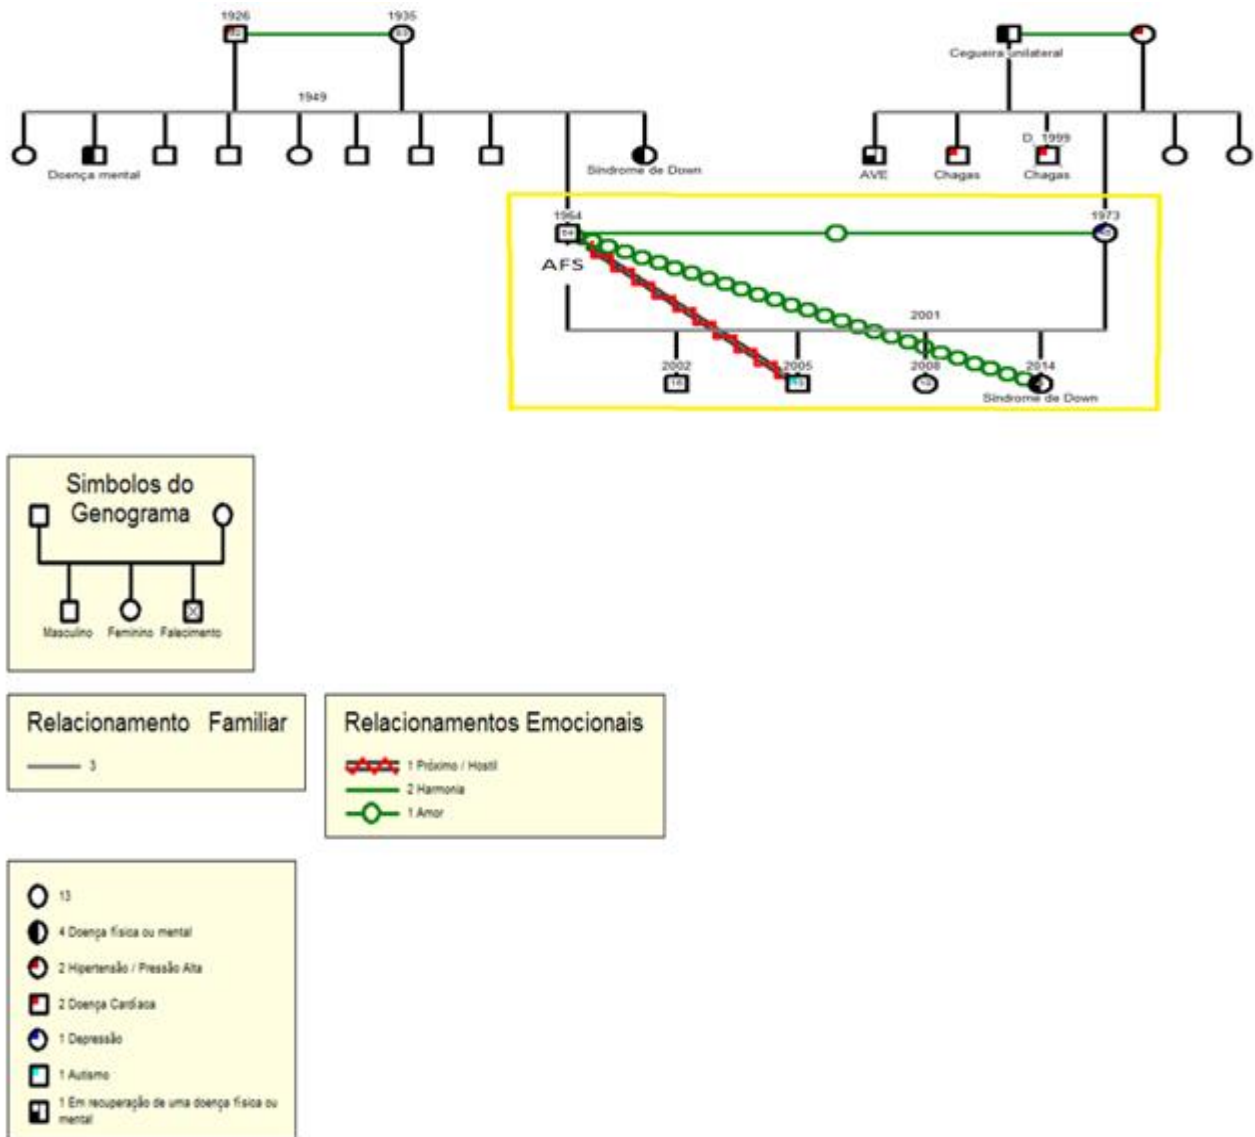 1926
1935
Cegueira unilateral
1949
D. 1999
Doença mental
Síndrome de Down
AVE
Chagas
Chagas
1964
1973
AFS
2001
2002
2005
2008
2014
Síndrome de Down
Simbolos do
Genograma
Masculino
Feminino
Falecimento
Relacionamento Familiar
3
Relacionamentos Emocionais
1 Próximo / Hostil
2 Harmonia
1 Amor
13
4 Doença física ou mental
2 Hipertensão / Pressão Alta
2 Doença Cardíaca
1 Depressão
1 Autismo
1 Em recuperação de uma doença física ou
mental